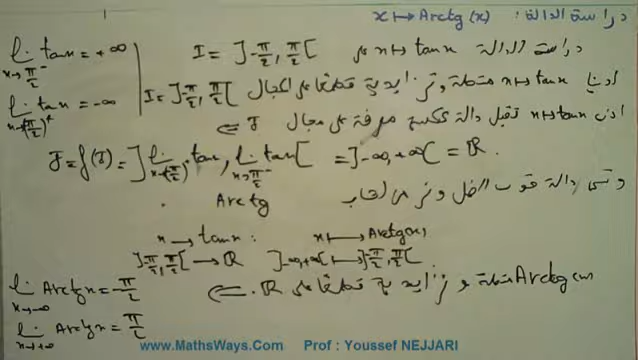 دراسة الدالة: x ↦ Arctg(x)
lim tan x = +∞
x→π/2⁻
lim tan x = -∞
x→(-π/2)⁺
دراسة الدالة x ↦ tan x على I = ]-π/2, π/2[
لدينا x ↦ tan x متصلة و تزايدية قطعا على المجال I = ]-π/2, π/2[
اذن x ↦ tan x تقبل دالة عكسية معرفة على مجال J ⇐
J = f(I) = ] lim tan x, lim tan [ = ]-∞, +∞[ = ℝ.
x→(-π/2)⁺ x→π/2⁻
و تسمى دالة قوس الظل و نرمز لها ب
Arctg
x → tan x : x ↦ Arctg x,
]-π/2, π/2[ → ℝ ]-∞, +∞[ ↦ ]-π/2, π/2[.
Arctg متصلة و تزايدية قطعا على ℝ. ⇐
lim Arctg x = -π/2
x→-∞
lim Arctg x = π/2
x→+∞
www.MathsWays.com Prof : Youssef NEJJARI